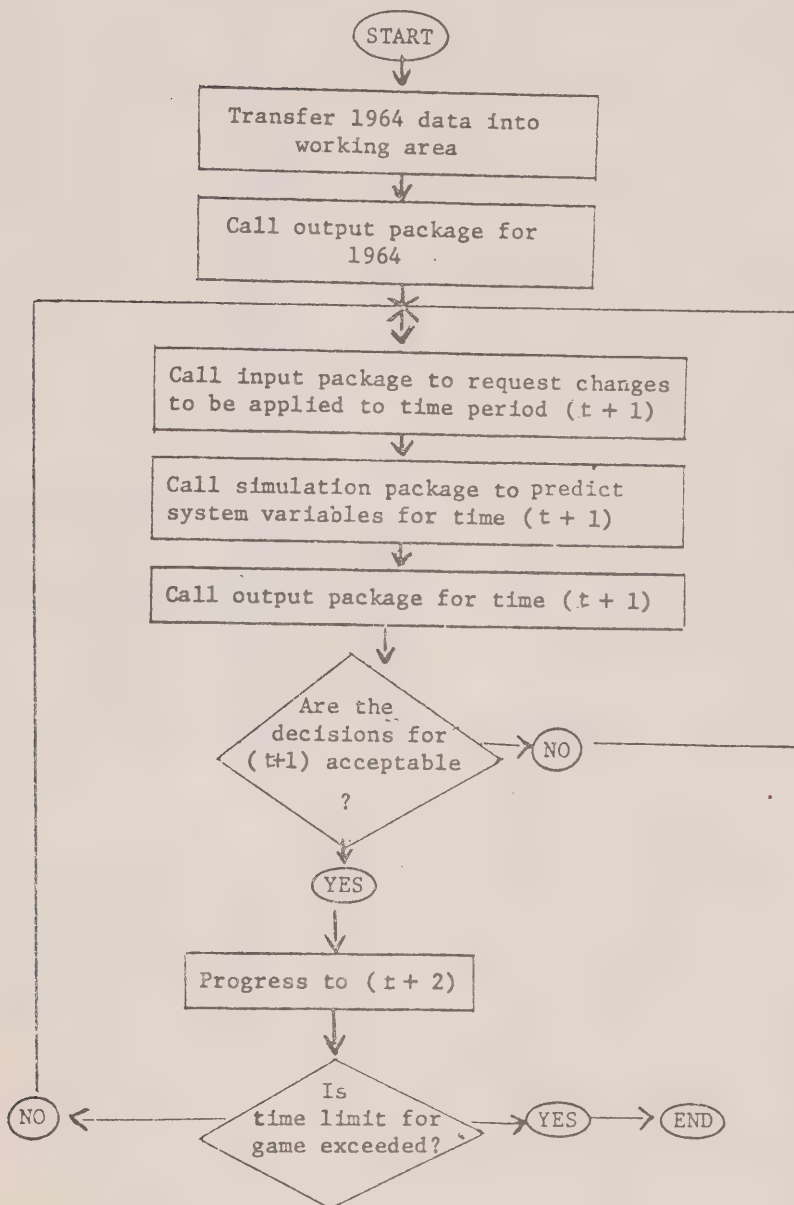 START
Transfer 1964 data into
working area
Call output package for
1964
Call input package to request changes
to be applied to time period (t + 1)
Call simulation package to predict
system variables for time (t + 1)
Call output package for time (t + 1)
Are the
decisions for
(t+1) acceptable
?
NO
YES
Progress to (t + 2)
Is
time limit for
game exceeded?
NO
YES
END